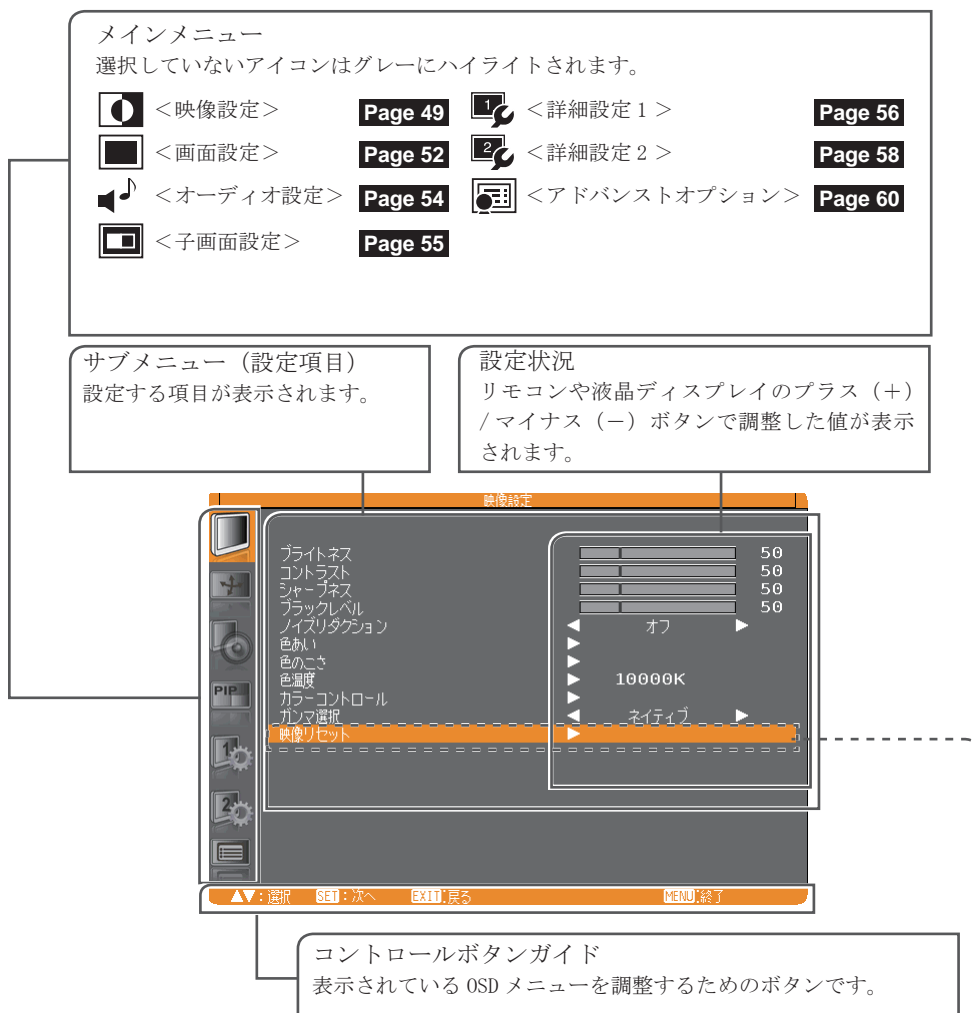 メインメニュー
選択していないアイコンはグレーにハイライトされます。
<映像設定> Page 49
1 <詳細設定1> Page 56
<画面設定> Page 52
2 <詳細設定2> Page 58
<オーディオ設定> Page 54
<アドバンストオプション> Page 60
<子画面設定> Page 55
サブメニュー(設定項目)
設定する項目が表示されます。
設定状況
リモコンや液晶ディスプレイのプラス(+)
/マイナス(-)ボタンで調整した値が表示
されます。
映像設定
ブライトネス 50
コントラスト 50
シャープネス 50
ブラックレベル 50
ノイズリダクション ◀ オフ ▶
色あい ▶
色のこさ ▶
色温度 ▶ 10000K
カラーコントロール ▶
ガンマ選択 ◀ ネイティブ ▶
映像リセット ▶
PIP
1
2
▲▼:選択 SET:次へ EXIT:戻る MENU:終了
コントロールボタンガイド
表示されている OSD メニューを調整するためのボタンです。